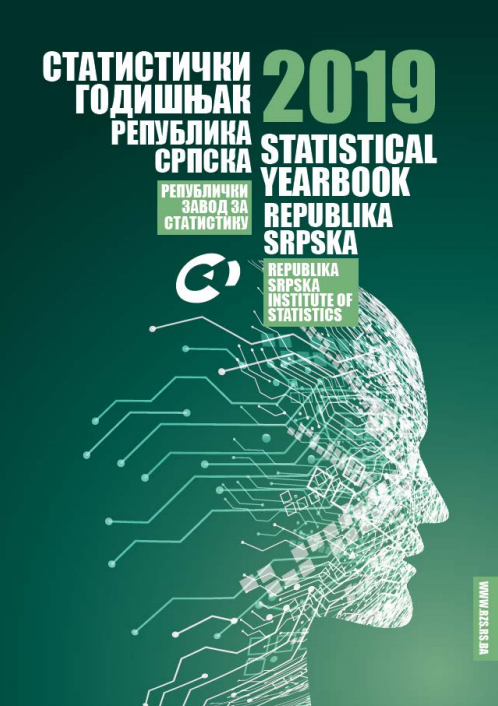 СТАТИСТИЧКИ
ГОДИШЊАК
РЕПУБЛИКА
СРПСКА
РЕПУБЛИЧКИ
ЗАВОД ЗА
СТАТИСТИКУ
2019
STATISTICAL
YEARBOOK
REPUBLIKA
SRPSKA
REPUBLIKA
SRPSKA
INSTITUTE OF
STATISTICS
WWW.RZS.RS.BA